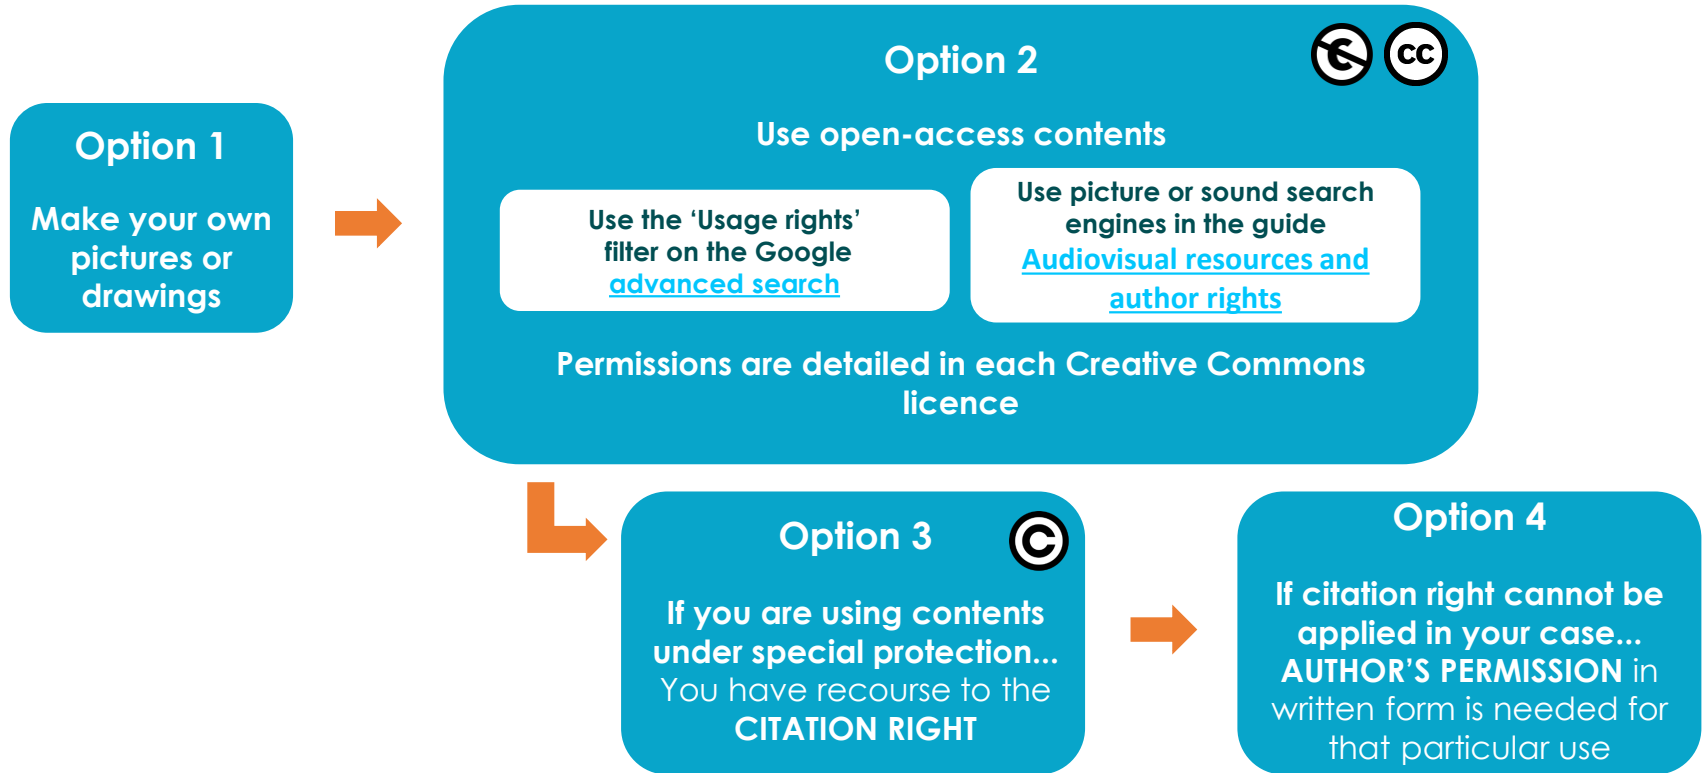 Option 1
Make your own
pictures or
drawings
Option 2
Use open-access contents
Use the ‘Usage rights’
filter on the Google
advanced search
Use picture or sound search
engines in the guide
Audiovisual resources and
author rights
Permissions are detailed in each Creative Commons
licence
Option 3
If you are using contents
under special protection...
You have recourse to the
CITATION RIGHT
Option 4
If citation right cannot be
applied in your case...
AUTHOR’S PERMISSION in
written form is needed for
that particular use